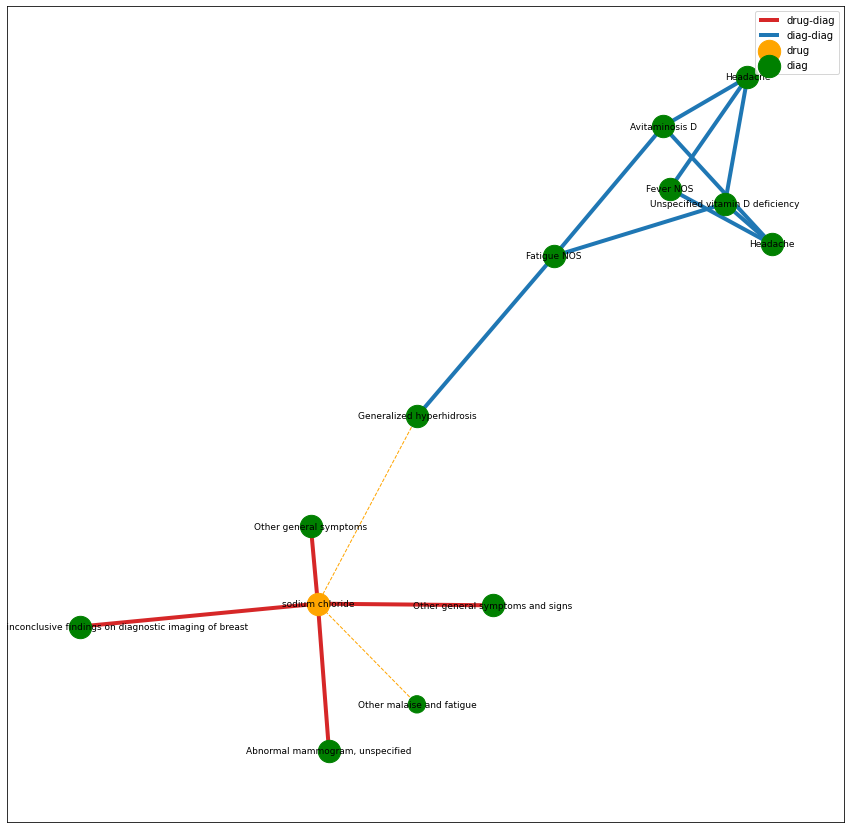 drug-diag
diag-diag
drug
diag
Headache
Avitaminosis D
Fever NOS
Unspecified vitamin D deficiency
Headache
Fatigue NOS
Generalized hyperhidrosis
Other general symptoms
sodium chloride
Other general symptoms and signs
inconclusive findings on diagnostic imaging of breast
Other malaise and fatigue
Abnormal mammogram, unspecified